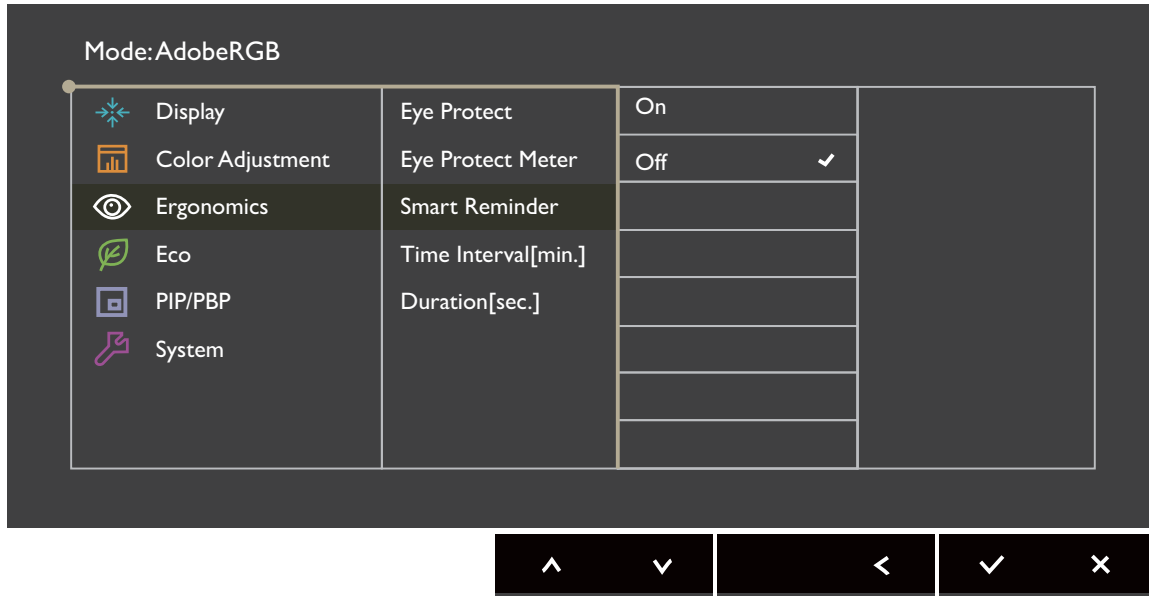 Mode: AdobeRGB
Display
Color Adjustment
Ergonomics
Eco
PIP/PBP
System
Eye Protect
Eye Protect Meter
Smart Reminder
Time Interval[min.]
Duration[sec.]
On
Off